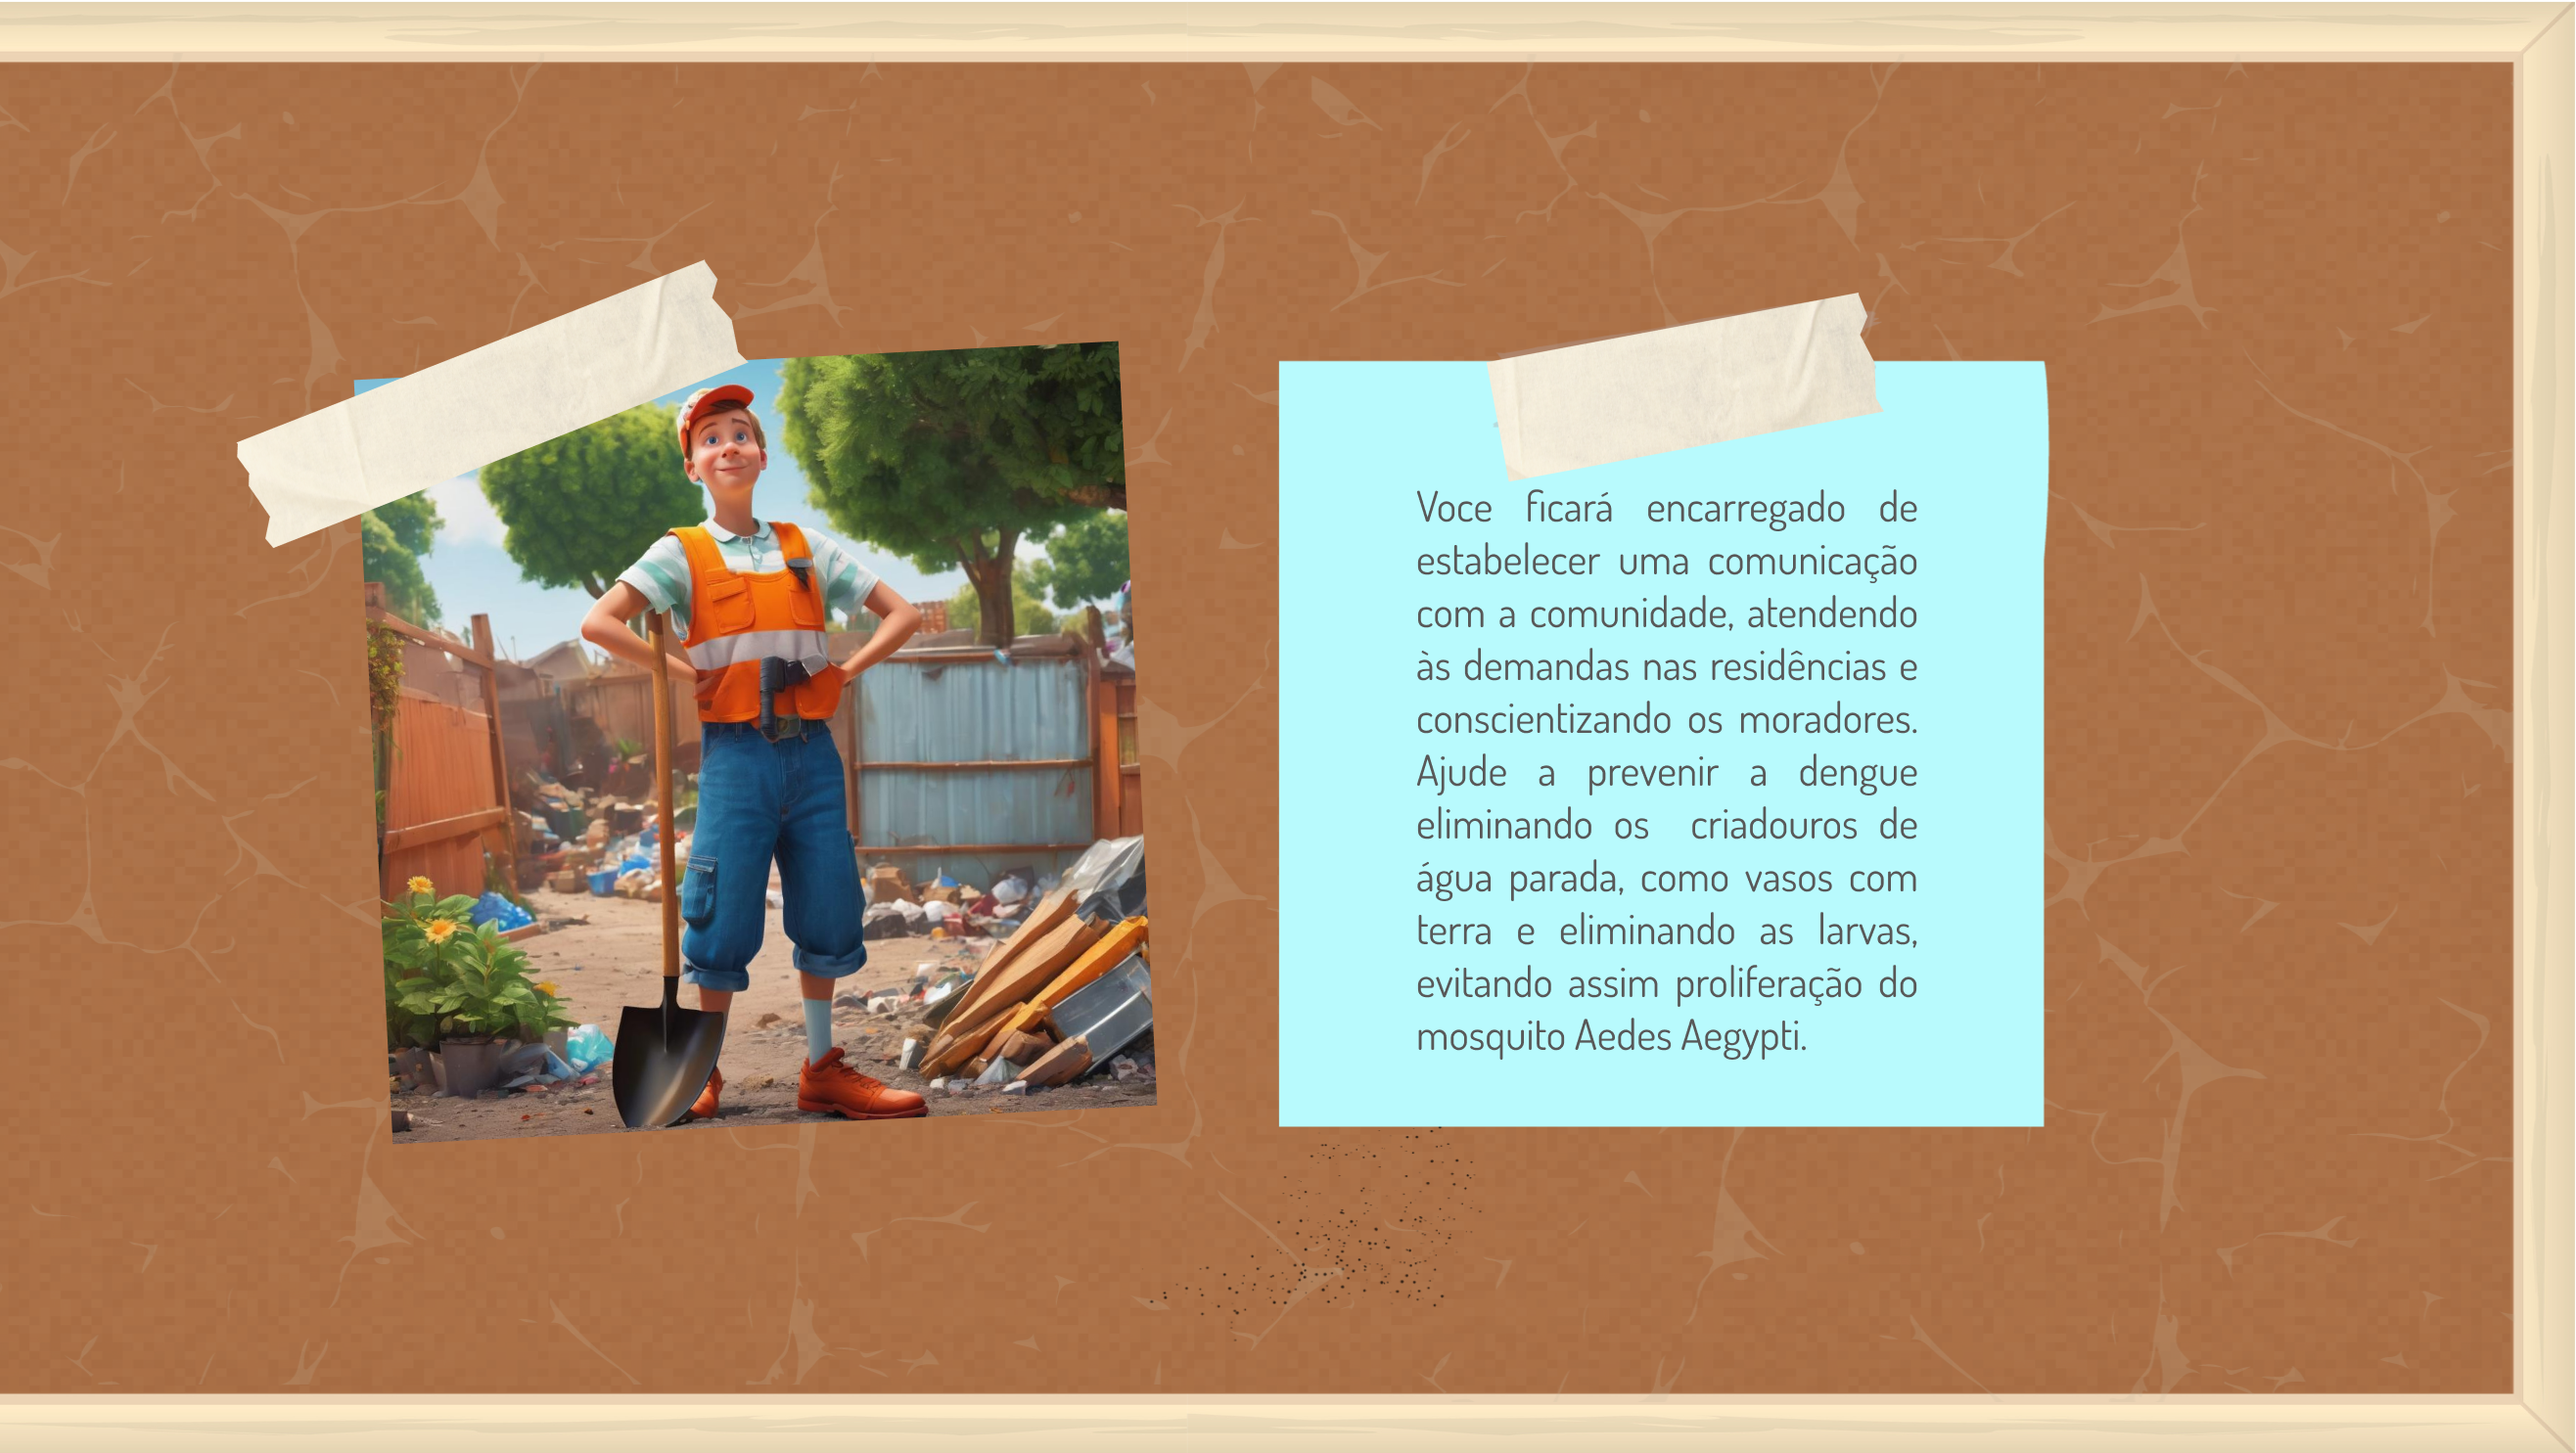 Voce ficará encarregado de
estabelecer uma comunicação
com a comunidade, atendendo
às demandas nas residências e
conscientizando os moradores.
Ajude a prevenir a dengue
eliminando os criadouros de
água parada, como vasos com
terra e eliminando as larvas,
evitando assim proliferação do
mosquito Aedes Aegypti.